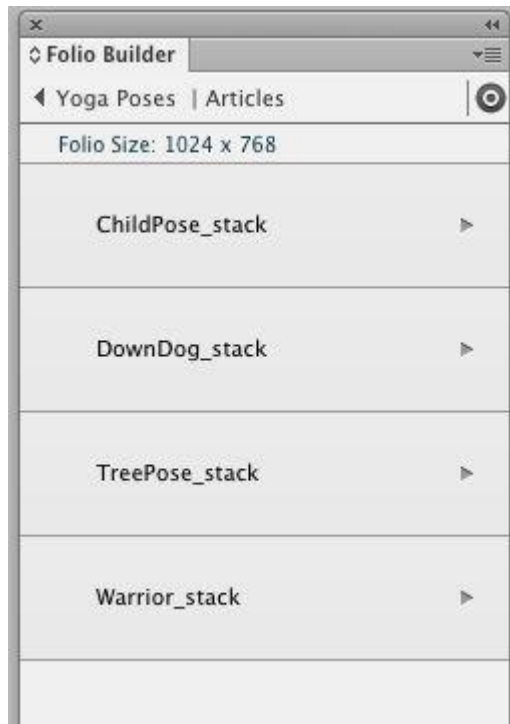 Folio Builder
Yoga Poses | Articles
Folio Size: 1024 x 768
ChildPose_stack
DownDog_stack
TreePose_stack
Warrior_stack